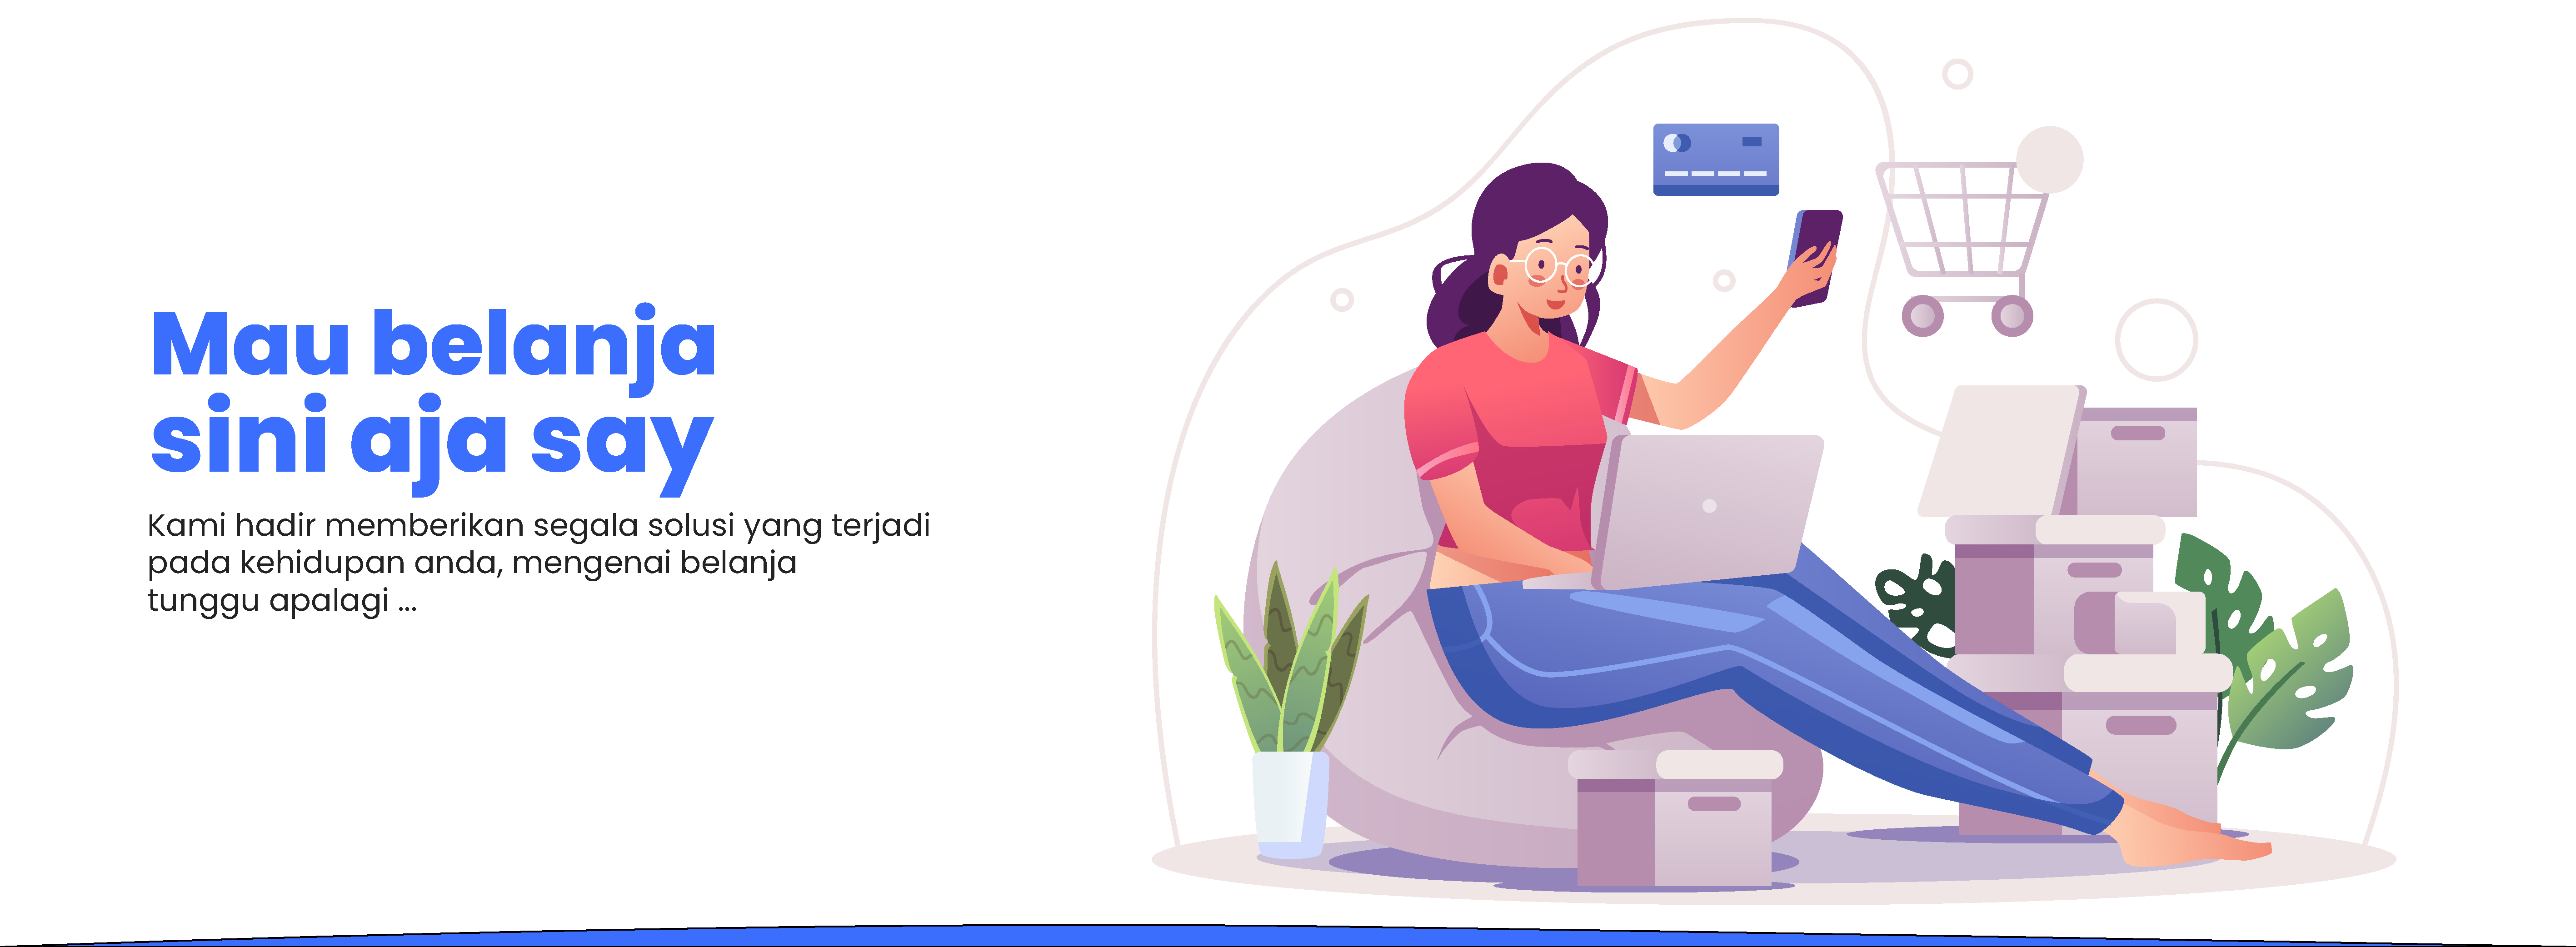 Mau belanja
sini aja say
Kami hadir memberikan segala solusi yang terjadi
pada kehidupan anda, mengenai belanja
tunggu apalagi ...